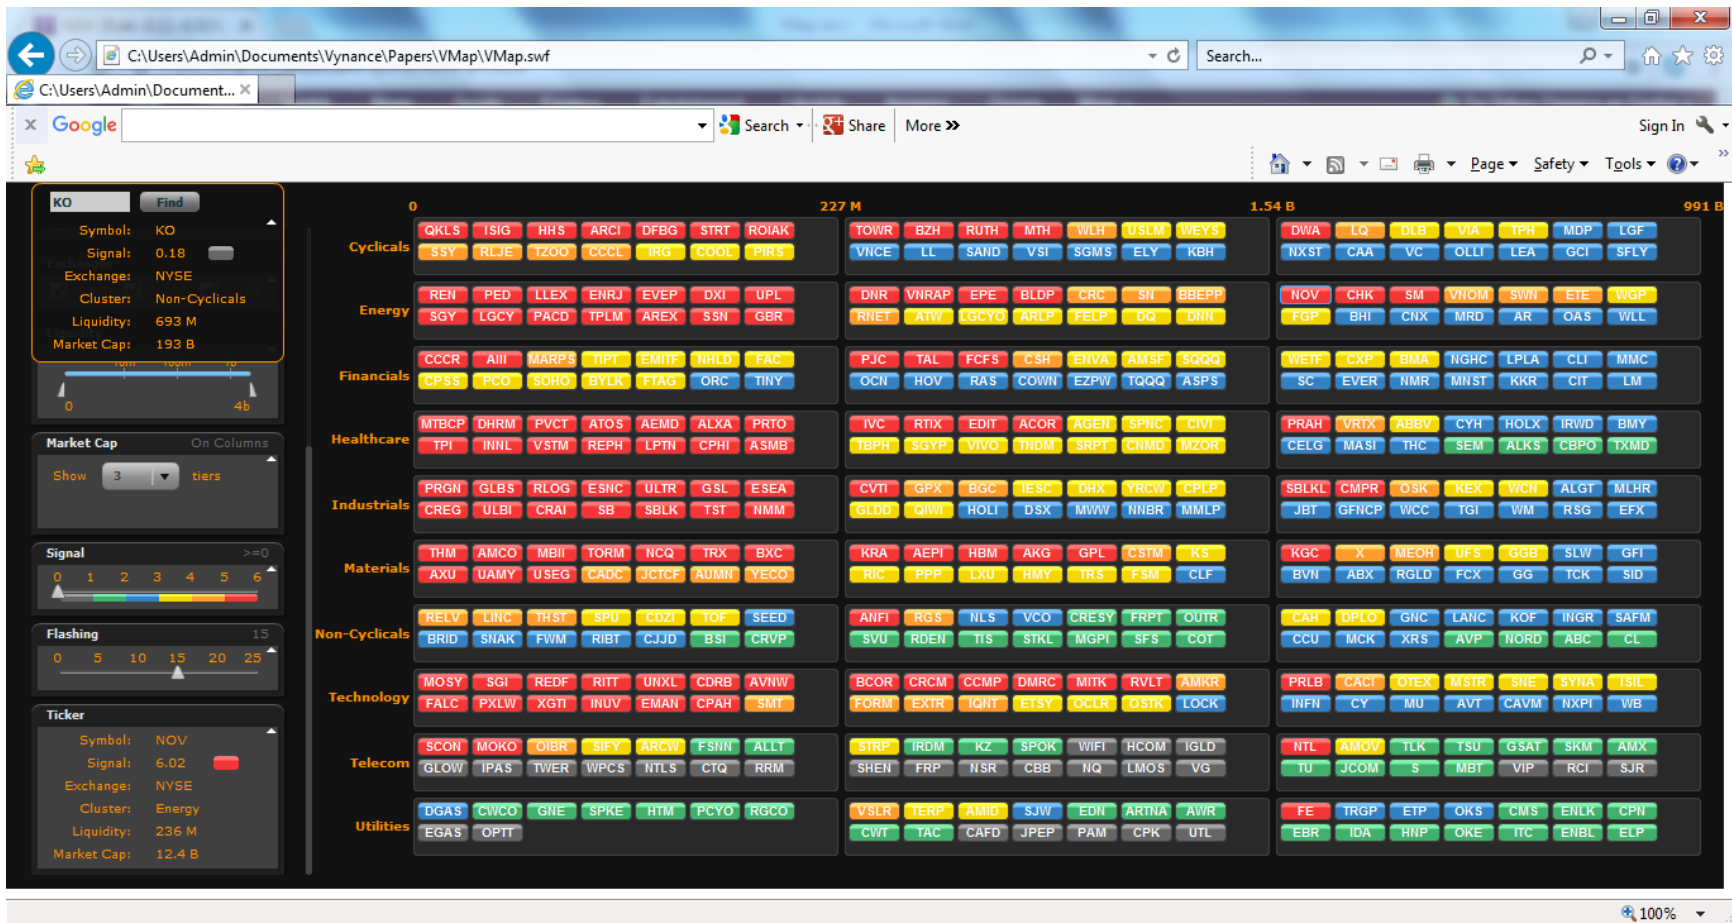 C:\Users\Admin\Documents\Vynance\Papers\VMap\VMap.swf
Search...
C:\Users\Admin\Document...
x Google Search Share More »
Sign In
Page Safety Tools
KO Find
Symbol: KO
Signal: 0.18
Exchange: NYSE
Cluster: Non-Cyclicals
Liquidity: 693 M
Market Cap: 193 B
0 4b
Market Cap On Columns
Show 3 tiers
Signal >=0
0 1 2 3 4 5 6
Flashing 15
0 5 10 15 20 25
Ticker
Symbol: NOV
Signal: 6.02
Exchange: NYSE
Cluster: Energy
Liquidity: 236 M
Market Cap: 12.4 B
0 227 M 1.54 B 991 B
Cyclicals
QKLS ISIG HHS ARCI DFBG STRT ROIAK TOWR BZH RUTH MTH WLH USLM WEYS DWA LQ DLB VIA TPH MDP LGF
SSY RLJE TZOO CCCL IRG COOL PIRS VNCE LL SAND VSI SGMS ELY KBH NXST CAA VC OLLI LEA GCI SFLY
Energy
REN PED LLEX ENRJ EVEP DXI UPL DNR VNRAP EPE BLDP CRC SN BBEPP NOV CHK SM VNOM SWN ETE WGP
SGY LGCY PACD TPLM AREX SSN GBR RNET ATW LGCYO ARLP FELP DQ DNN FGP BHI CNX MRD AR OAS WLL
Financials
CCCR AIII MARPS TIPT EMITF NHLD FAC PJC TAL FCFS CSH ENVA AMSF SQQQ WETF CXP BMA NGHC LPLA CLI MMC
CPSS PCO SOHO BYLK FTAG ORC TINY OCN HOV RAS COWN EZPW TQQQ ASPS SC EVER NMR MNST KKR CIT LM
Healthcare
MTBCP DHRM PVCT ATOS AEMD ALXA PRTO IVC RTIX EDIT ACOR AGEN SPNC CIVI PRAH VRTX ABBV CYH HOLX IRWD BMY
TPI INNL VSTM REPH LPTN CPHI ASMB TBPH SGYP VIVO TNDM SRPT CNMD MZOR CELG MASI THC SEM ALKS CBPO TXMD
Industrials
PRGN GLBS RLOG ESNC ULTR GSL ESEA CVTI GPX BGC IESC DHX YRCW CPLP SBLKL CMPR OSK KEX WCN ALGT MLHR
CREG ULBI CRAI SB SBLK TST NMM GLDD QIWI HOLI DSX MWW NNBR MMLP JBT GFNCP WCC TGI WM RSG EFX
Materials
THM AMCO MBII TORM NCQ TRX BXC KRA AEPI HBM AKG GPL CSTM KS KGC X MEOH UFS GGB SLW GFI
AXU UAMY USEG CADC JCTCF AUMN YECO RIC PPP LXU HMY TRS FSM CLF BVN ABX RGLD FCX GG TCK SID
Non-Cyclicals
RELV LINC THST SPU CDZI TOF SEED ANFI RGS NLS VCO CRESY FRPT OUTR CAH DPLO GNC LANC KOF INGR SAFM
BRID SNAK FWM RIBT CJJD BSI CRVP SVU RDEN TIS STKL MGPI SFS COT CCU MCK XRS AVP NORD ABC CL
Technology
MOSY SGI REDF RITT UNXL CDRB AVNW BCOR CRCM CCMP DMRC MITK RVLT AMKR PRLB CACI OTEX MSTR SNE SYNA ISIL
FALC PXLW XGTI INUV EMAN CPAH SMT FORM EXTR IQNT ETSY OCLR OSTK LOCK INFN CY MU AVT CAVM NXPI WB
Telecom
SCON MOKO OIBR SIFY ARCW FSNN ALLT STRP IRDM KZ SPOK WIFI HCOM IGLD NTL AMOV TLK TSU GSAT SKM AMX
GLOW IPAS TWER WPCS NTLS CTQ RRM SHEN FRP NSR CBB NQ LMOS VG TU JCOM S MBT VIP RCI SJR
Utilities
DGAS CWCO GNE SPKE HTM PCYO RGCO VSLR TERP AMID SJW EDN ARTNA AWR FE TRGP ETP OKS CMS ENLK CPN
EGAS OPTT CWT TAC CAFD JPEP PAM CPK UTL EBR IDA HNP OKE ITC ENBL ELP
100%